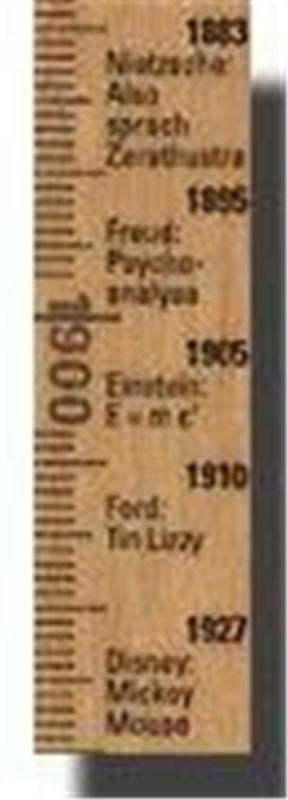 1883
Nietzsche:
Also
sprach
Zarathustra
1895
Freud:
Psycho-
analyse
1900
1905
Einstein:
E = m c²
1910
Ford:
Tin Lizzy
1927
Disney:
Mickey
Mouse